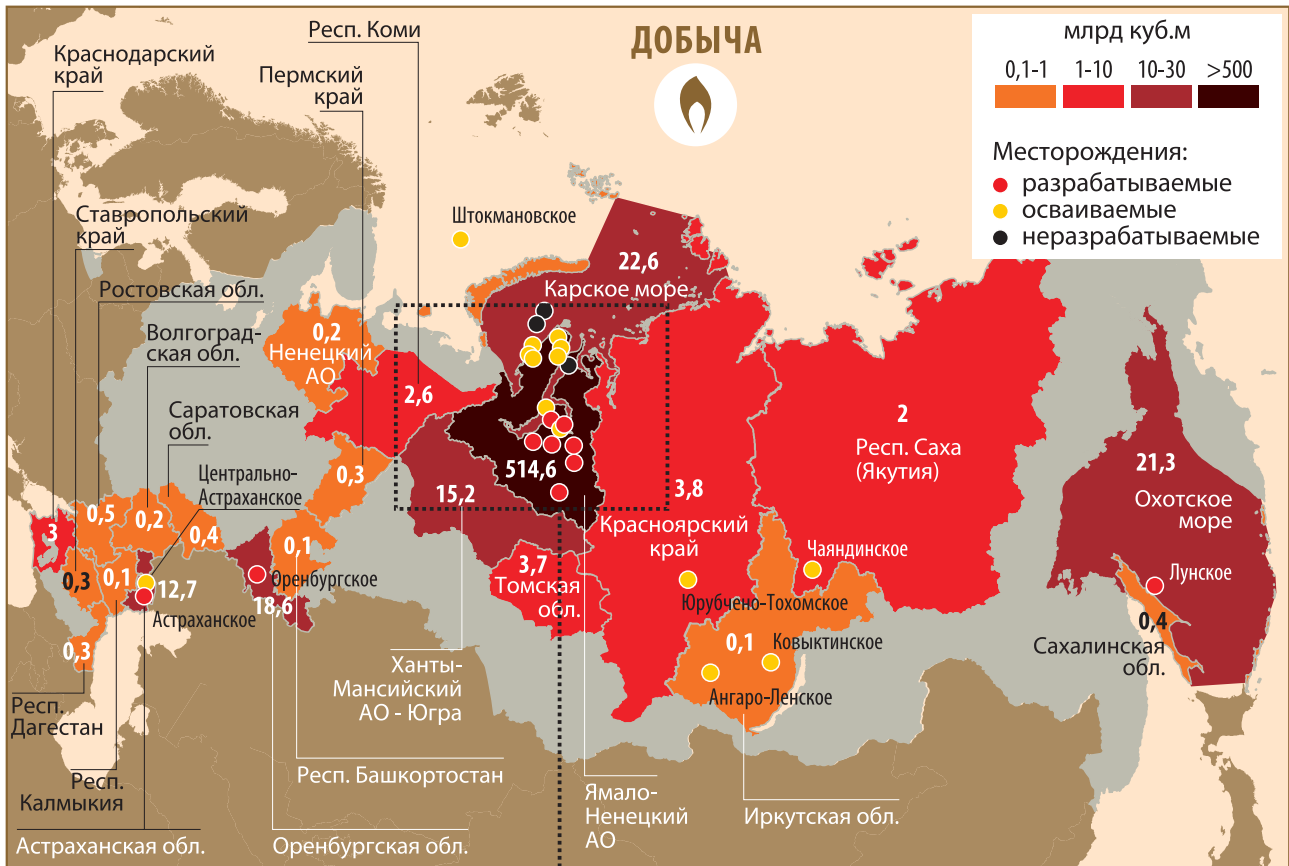 ДОБЫЧА
млрд куб.м
0,1-1
1-10
10-30
>500
Месторождения:
разрабатываемые
осваиваемые
неразрабатываемые
Респ. Коми
Краснодарский
край
Пермский
край
Ставропольский
край
Ростовская обл.
Волгоград-
ская обл.
Саратовская
обл.
Центрально-
Астраханское
Штокмановское
22,6
Карское море
0,2
Ненецкий
АО
2,6
0,3
15,2
514,6
3,8
Красноярский
край
2
Респ. Саха
(Якутия)
21,3
Охотское
море
3
0,5
0,2
0,4
0,3
0,1
12,7
Астраханское
0,1
Оренбургское
18,6
3,7
Томская
обл.
Чаяндинское
Юрубчено-Тохомское
0,1
Ковыктинское
Ангаро-Ленское
Лунское
0,4
Сахалинская
обл.
0,3
Респ.
Дагестан
Респ.
Калмыкия
Астраханская обл.
Оренбургская обл.
Респ. Башкортостан
Ханты-
Мансийский
АО - Югра
Ямало-
Ненецкий
АО
Иркутская обл.